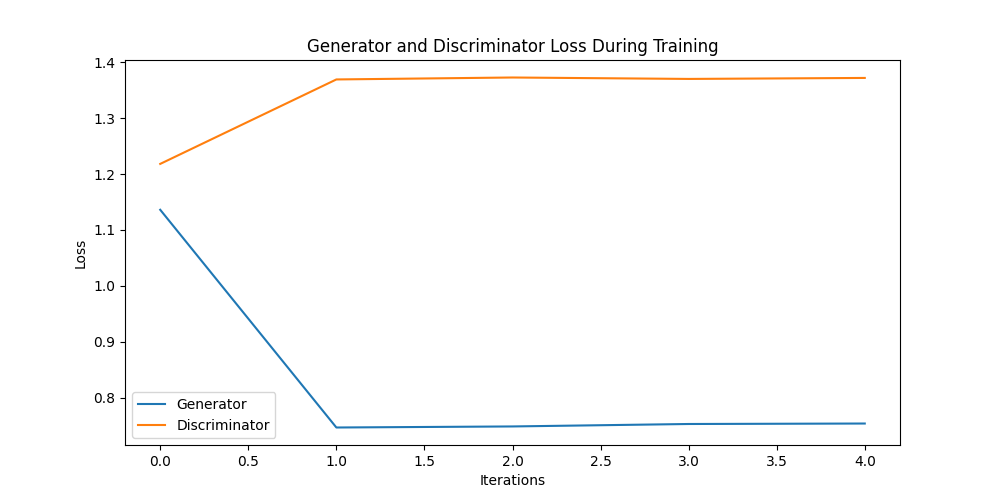 Generator and Discriminator Loss During Training
1.4
1.3
1.2
1.1
1.0
0.9
0.8
Loss
Generator
Discriminator
0.0 0.5 1.0 1.5 2.0 2.5 3.0 3.5 4.0
Iterations